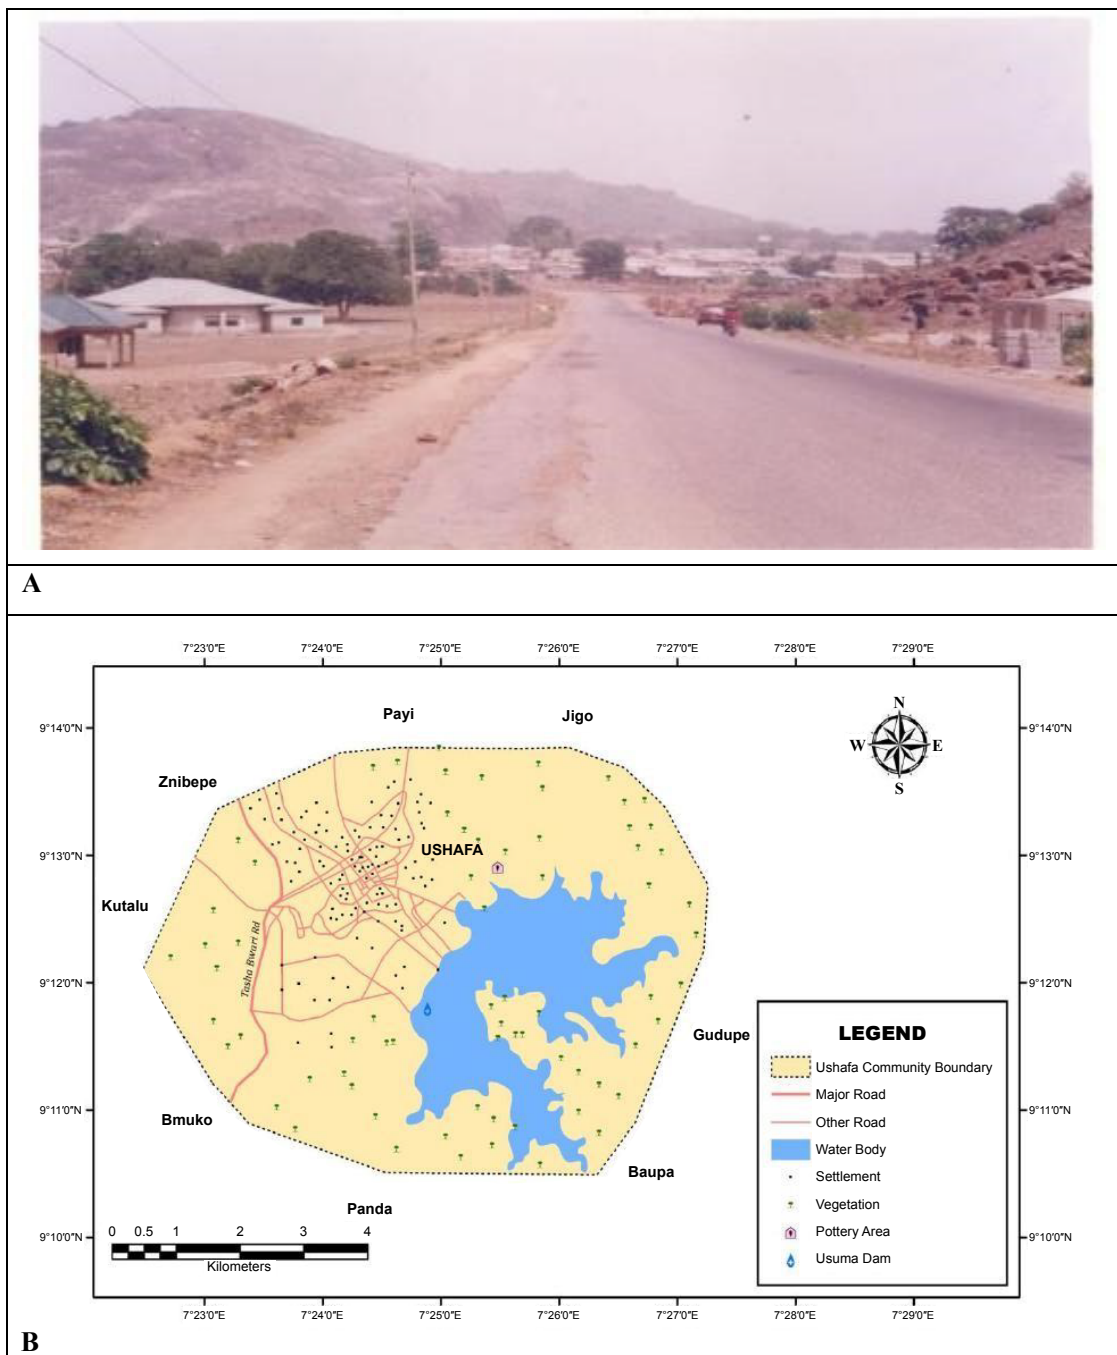 A
7°23'0"E 7°24'0"E 7°25'0"E 7°26'0"E 7°27'0"E 7°28'0"E 7°29'0"E
Payi Jigo
N
9°14'0"N 9°14'0"N
W E
S
Znibepe
USHAFA
9°13'0"N 9°13'0"N
Kutalu
Tasha Bwari Rd
9°12'0"N 9°12'0"N
LEGEND
Gudupe
Ushafa Community Boundary
Major Road
Bmuko
9°11'0"N 9°11'0"N
Other Road
Water Body
Baupa
Settlement
Panda
Vegetation
0 0.5 1 2 3 4
Pottery Area
9°10'0"N 9°10'0"N
Kilometers
Usuma Dam
7°23'0"E 7°24'0"E 7°25'0"E 7°26'0"E 7°27'0"E 7°28'0"E 7°29'0"E
B